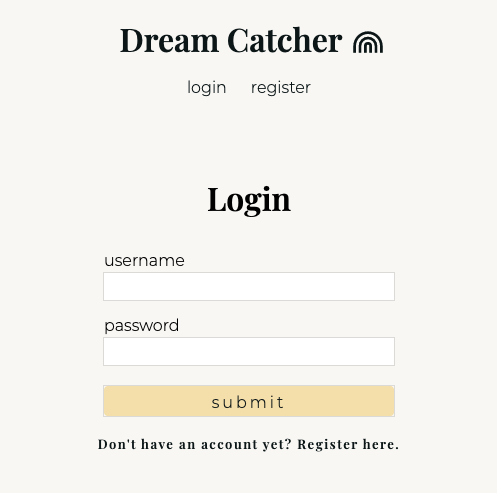 Dream Catcher
login register
Login
username
password
submit
Don't have an account yet? Register here.